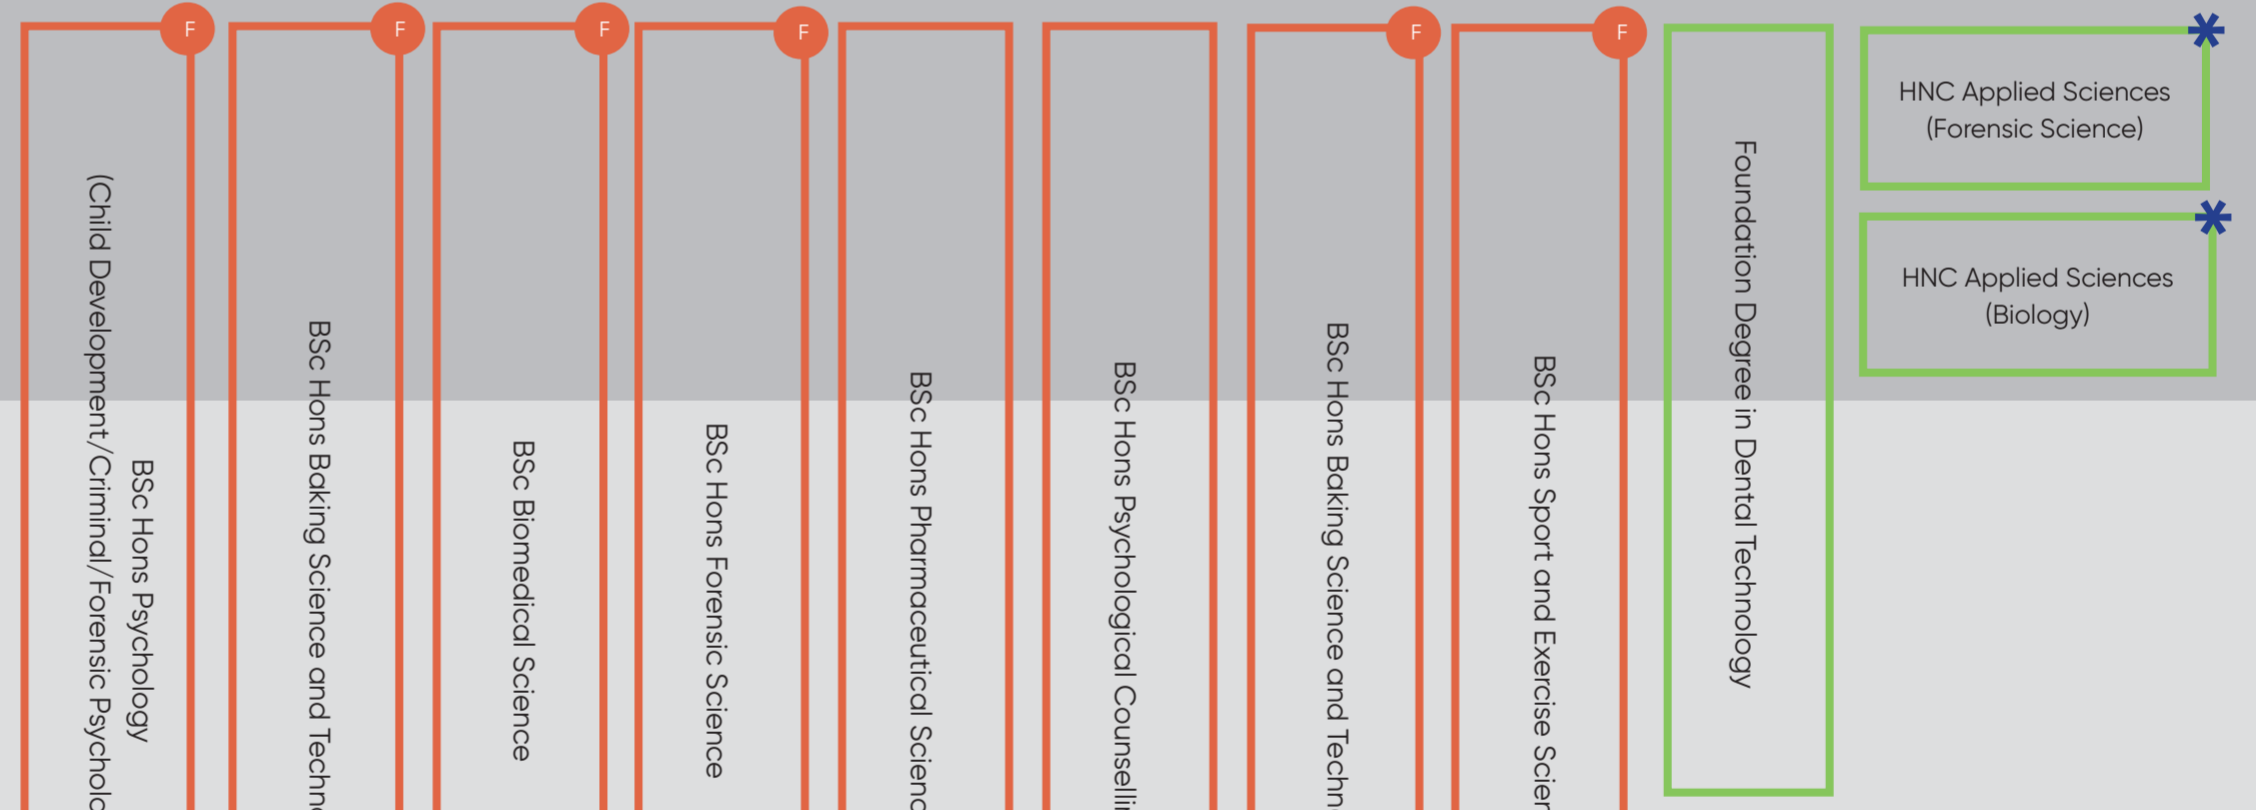 F
BSc Hons Psychology
(Child Development/Criminal/Forensic
F
BSc Hons Baking Science and
F
BSc Biomedical Science
F
BSc Hons Forensic Science
BSc Hons Pharmaceutical
BSc Hons Psychological
F
BSc Hons Baking Science and
F
BSc Hons Sport and Exercise
Foundation Degree in Dental Technology
HNC Applied Sciences
(Forensic Science)
HNC Applied Sciences
(Biology)